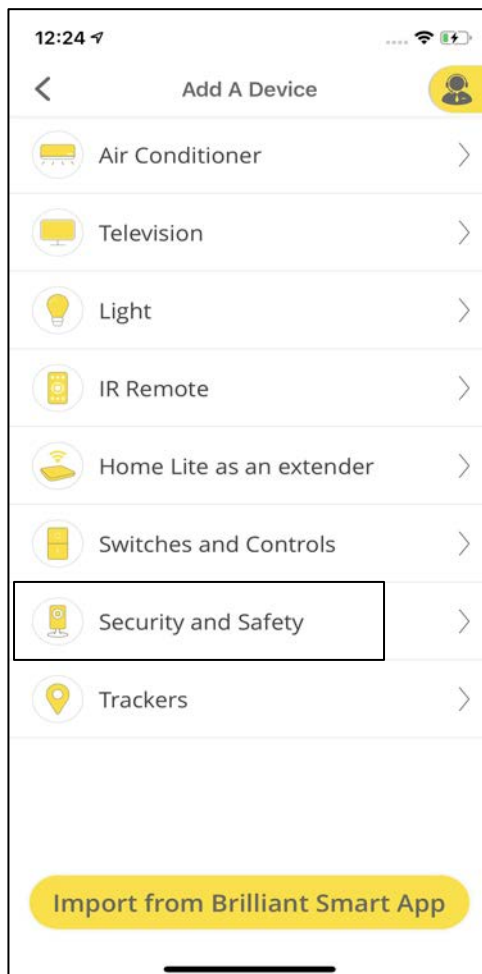 12:24
Add A Device
Air Conditioner
Television
Light
IR Remote
Home Lite as an extender
Switches and Controls
Security and Safety
Trackers
Import from Brilliant Smart App